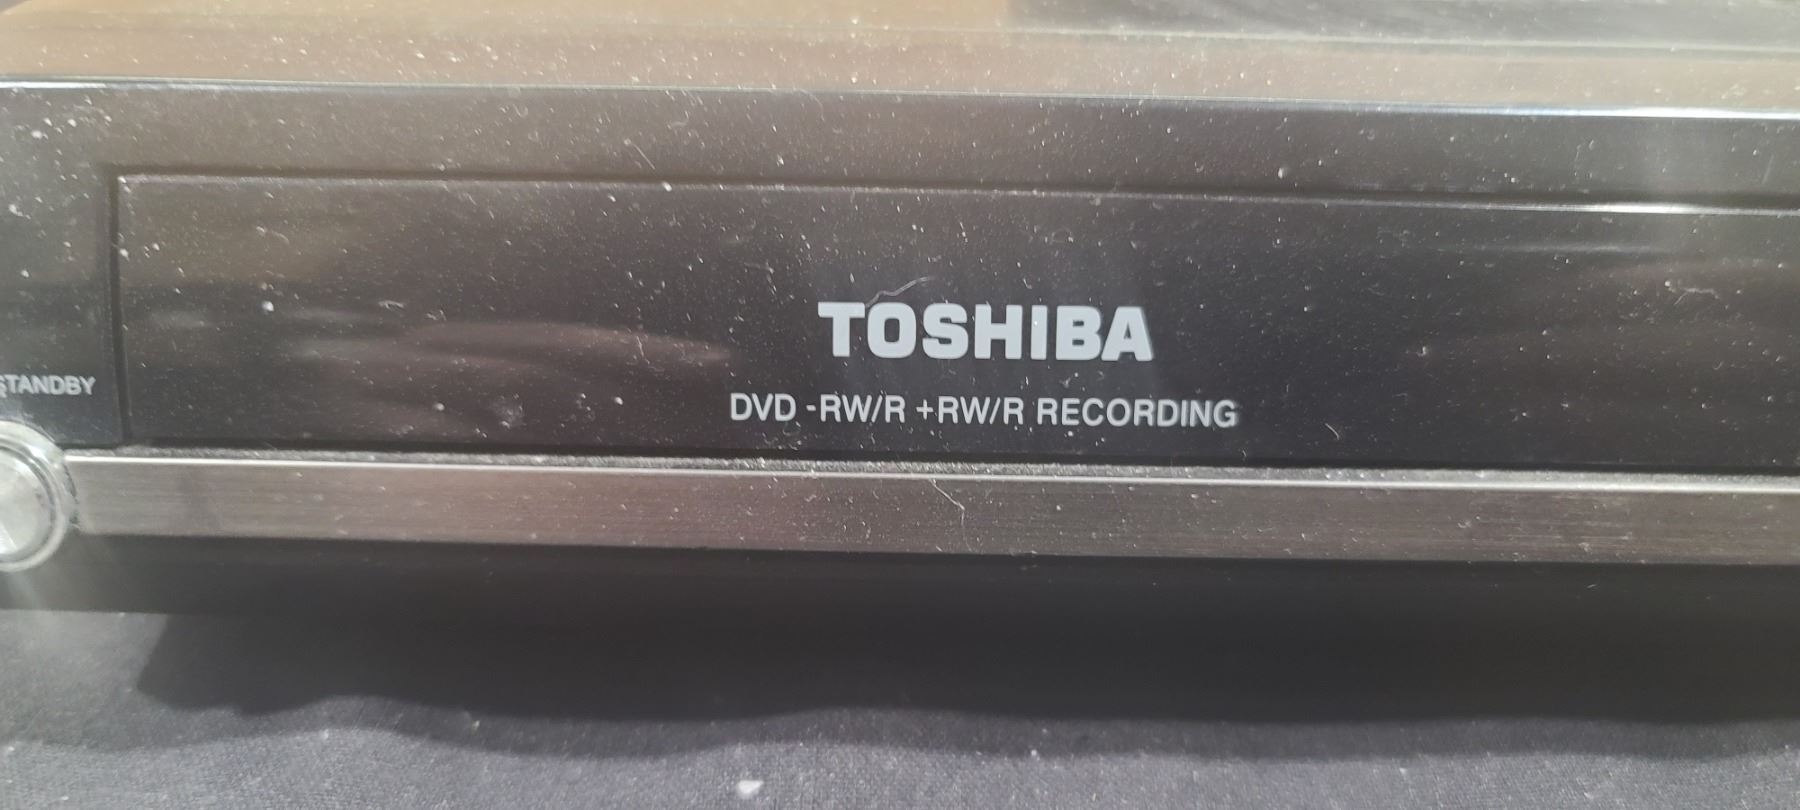 TOSHIBA
DVD -RW/R +RW/R RECORDING
STANDBY